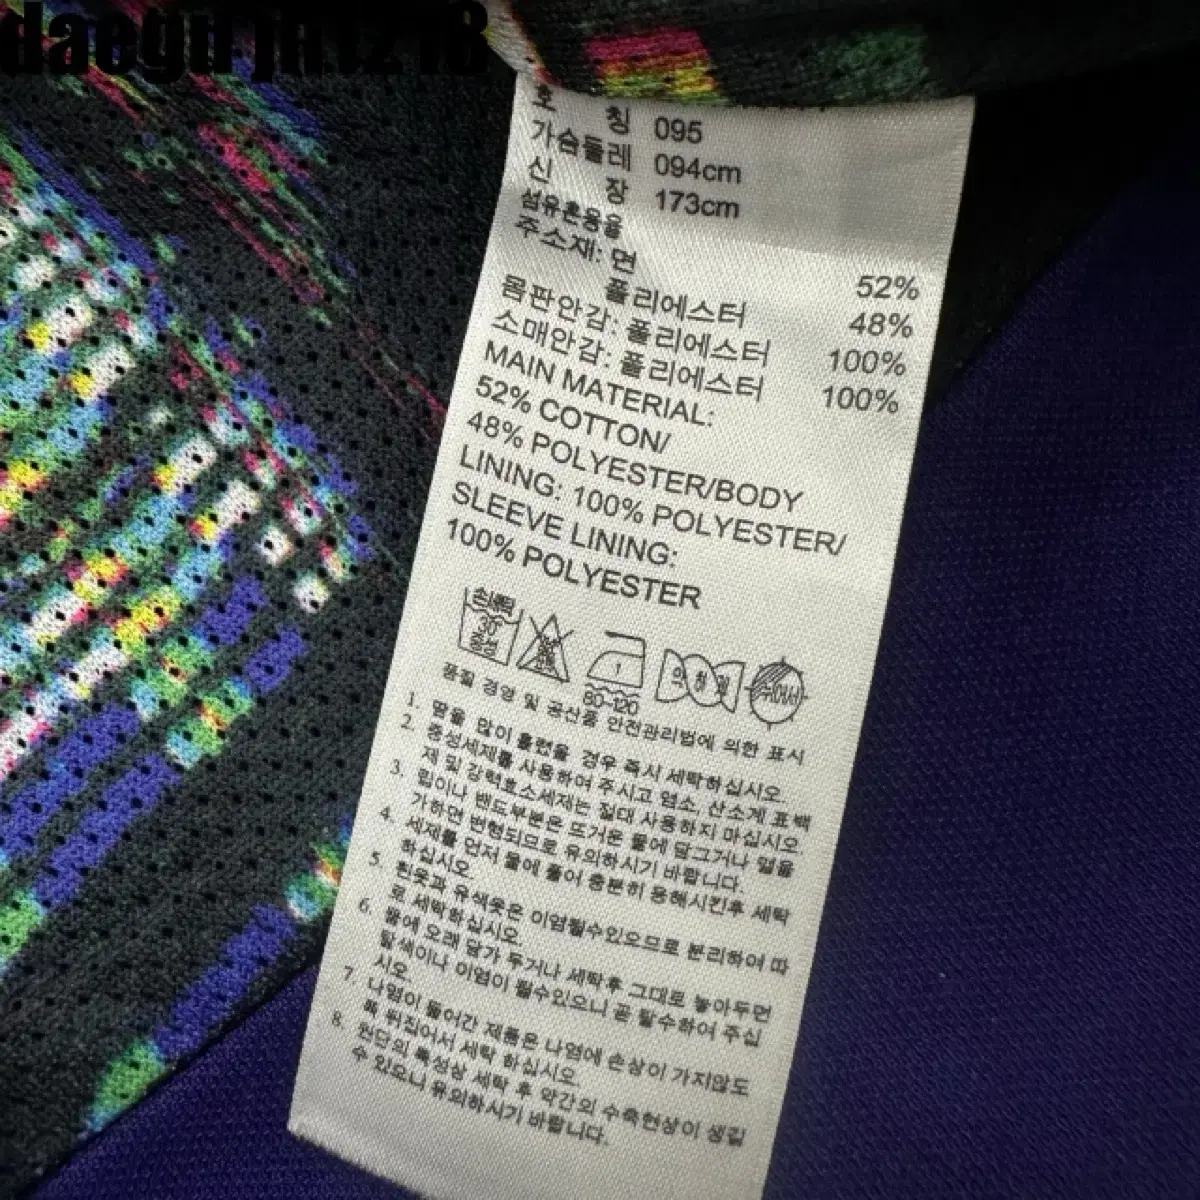 daegu jh1218
호 칭 095
가슴둘레 094cm
신 장 173cm
섬유혼용율
주소재: 면 52%
폴리에스터 48%
몸판안감: 폴리에스터 100%
소매안감: 폴리에스터 100%
MAIN MATERIAL:
52% COTTON/
48% POLYESTER/BODY
LINING: 100% POLYESTER/
SLEEVE LINING:
100% POLYESTER
손세탁
30°
중성
1
80-120
약하게
드라이
품질 경영 및 공산품 안전관리법에 의한 표시
1. 땀을 많이 흘렸을 경우 즉시 세탁하십시오.
2. 중성세제를 사용하여 주시고 염소, 산소계 표백
제 및 강력효소세제는 절대 사용하지 마십시오.
3. 립이나 밴드부분은 뜨거운 물에 담그거나 열을
가하면 변형되므로 유의하시기 바랍니다.
4. 세제를 먼저 물에 풀어 충분히 용해시킨후 세탁
하십시오.
5. 흰옷과 유색옷은 이염될수있으므로 분리하여 따
로 세탁하십시오.
6. 물에 오래 담가 두거나 세탁후 그대로 놓아두면
탈색이나 이염이 될수있으니 곧 탈수하여 주십
시오.
7. 나염이 들어간 제품은 나염에 손상이 가지않도
록 뒤집어서 세탁 하십시오.
8. 원단의 특성상 세탁 후 약간의 수축현상이 생길
수 있으니 유의하시기 바랍니다.